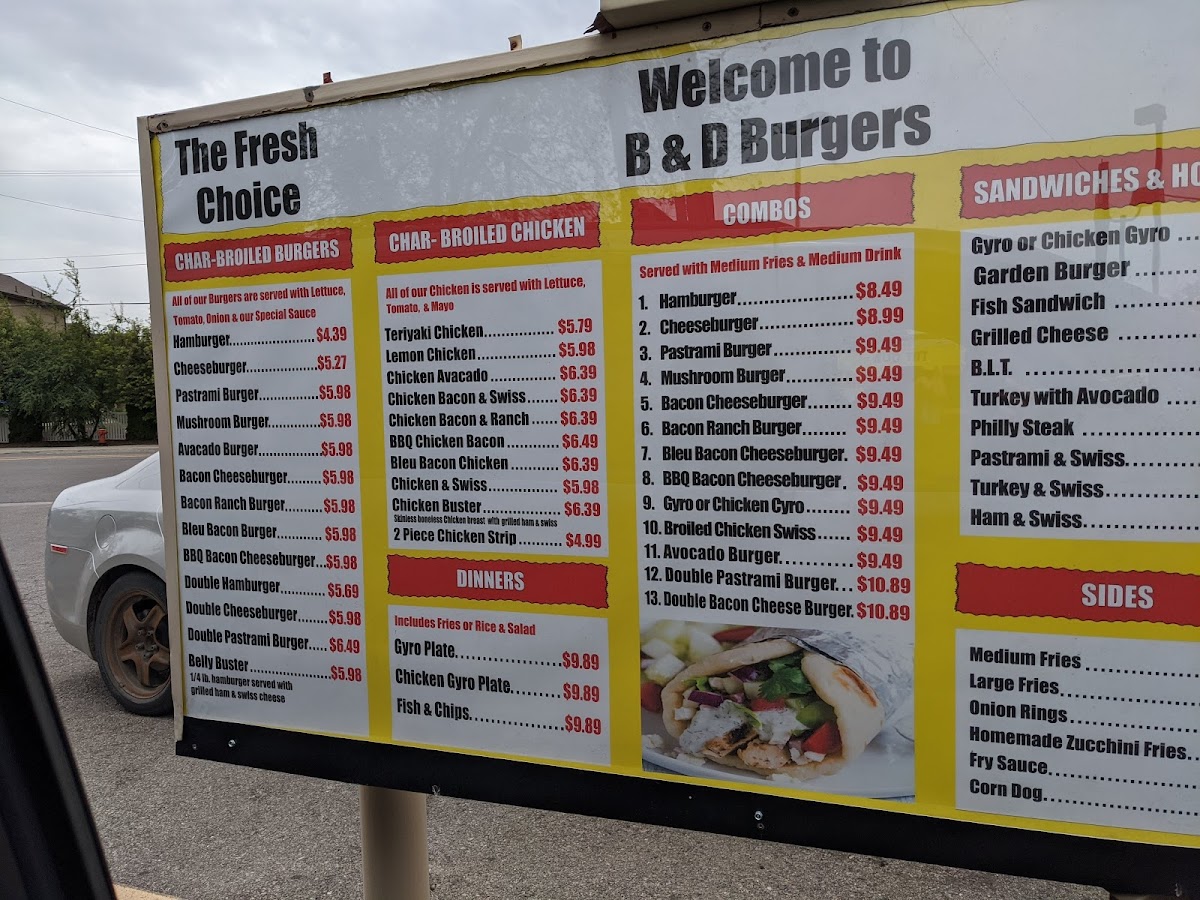 The Fresh
Choice
Welcome to
B & D Burgers
CHAR-BROILED BURGERS
All of our Burgers are served with Lettuce,
Tomato, Onion & our Special Sauce
Hamburger......................$4.39
Cheeseburger.................$5.27
Pastrami Burger...............$5.98
Mushroom Burger............$5.98
Avacado Burger...............$5.98
Bacon Cheeseburger........$5.98
Bacon Ranch Burger.........$5.98
Bleu Bacon Burger...........$5.98
BBQ Bacon Cheeseburger...$5.98
Double Hamburger...........$5.69
Double Cheeseburger.......$5.98
Double Pastrami Burger.....$6.49
Belly Buster....................$5.98
1/4 lb. hamburger served with
grilled ham & swiss cheese
CHAR- BROILED CHICKEN
All of our Chicken is served with Lettuce,
Tomato, & Mayo
Teriyaki Chicken...............$5.79
Lemon Chicken................$5.98
Chicken Avacado.............$6.39
Chicken Bacon & Swiss......$6.39
Chicken Bacon & Ranch.....$6.39
BBQ Chicken Bacon..........$6.49
Bleu Bacon Chicken..........$6.39
Chicken & Swiss..............$5.98
Chicken Buster................$6.39
Skinless boneless Chicken breast with grilled ham & swiss
2 Piece Chicken Strip.........$4.99
DINNERS
Includes Fries or Rice & Salad
Gyro Plate....................$9.89
Chicken Gyro Plate.........$9.89
Fish & Chips.................$9.89
COMBOS
Served with Medium Fries & Medium Drink
1. Hamburger......................$8.49
2. Cheeseburger..................$8.99
3. Pastrami Burger...............$9.49
4. Mushroom Burger............$9.49
5. Bacon Cheeseburger........$9.49
6. Bacon Ranch Burger.........$9.49
7. Bleu Bacon Cheeseburger. $9.49
8. BBQ Bacon Cheeseburger. $9.49
9. Gyro or Chicken Cyro........$9.49
10. Broiled Chicken Swiss......$9.49
11. Avocado Burger..............$9.49
12. Double Pastrami Burger...$10.89
13. Double Bacon Cheese Burger.$10.89
SANDWICHES & HO
Gyro or Chicken Gyro ...
Garden Burger ........
Fish Sandwich ..........
Grilled Cheese ..........
B.L.T. ....................
Turkey with Avocado ....
Philly Steak ..............
Pastrami & Swiss.........
Turkey & Swiss...........
Ham & Swiss.............
SIDES
Medium Fries ..............
Large Fries.................
Onion Rings................
Homemade Zucchini Fries..
Fry Sauce...................
Corn Dog....................